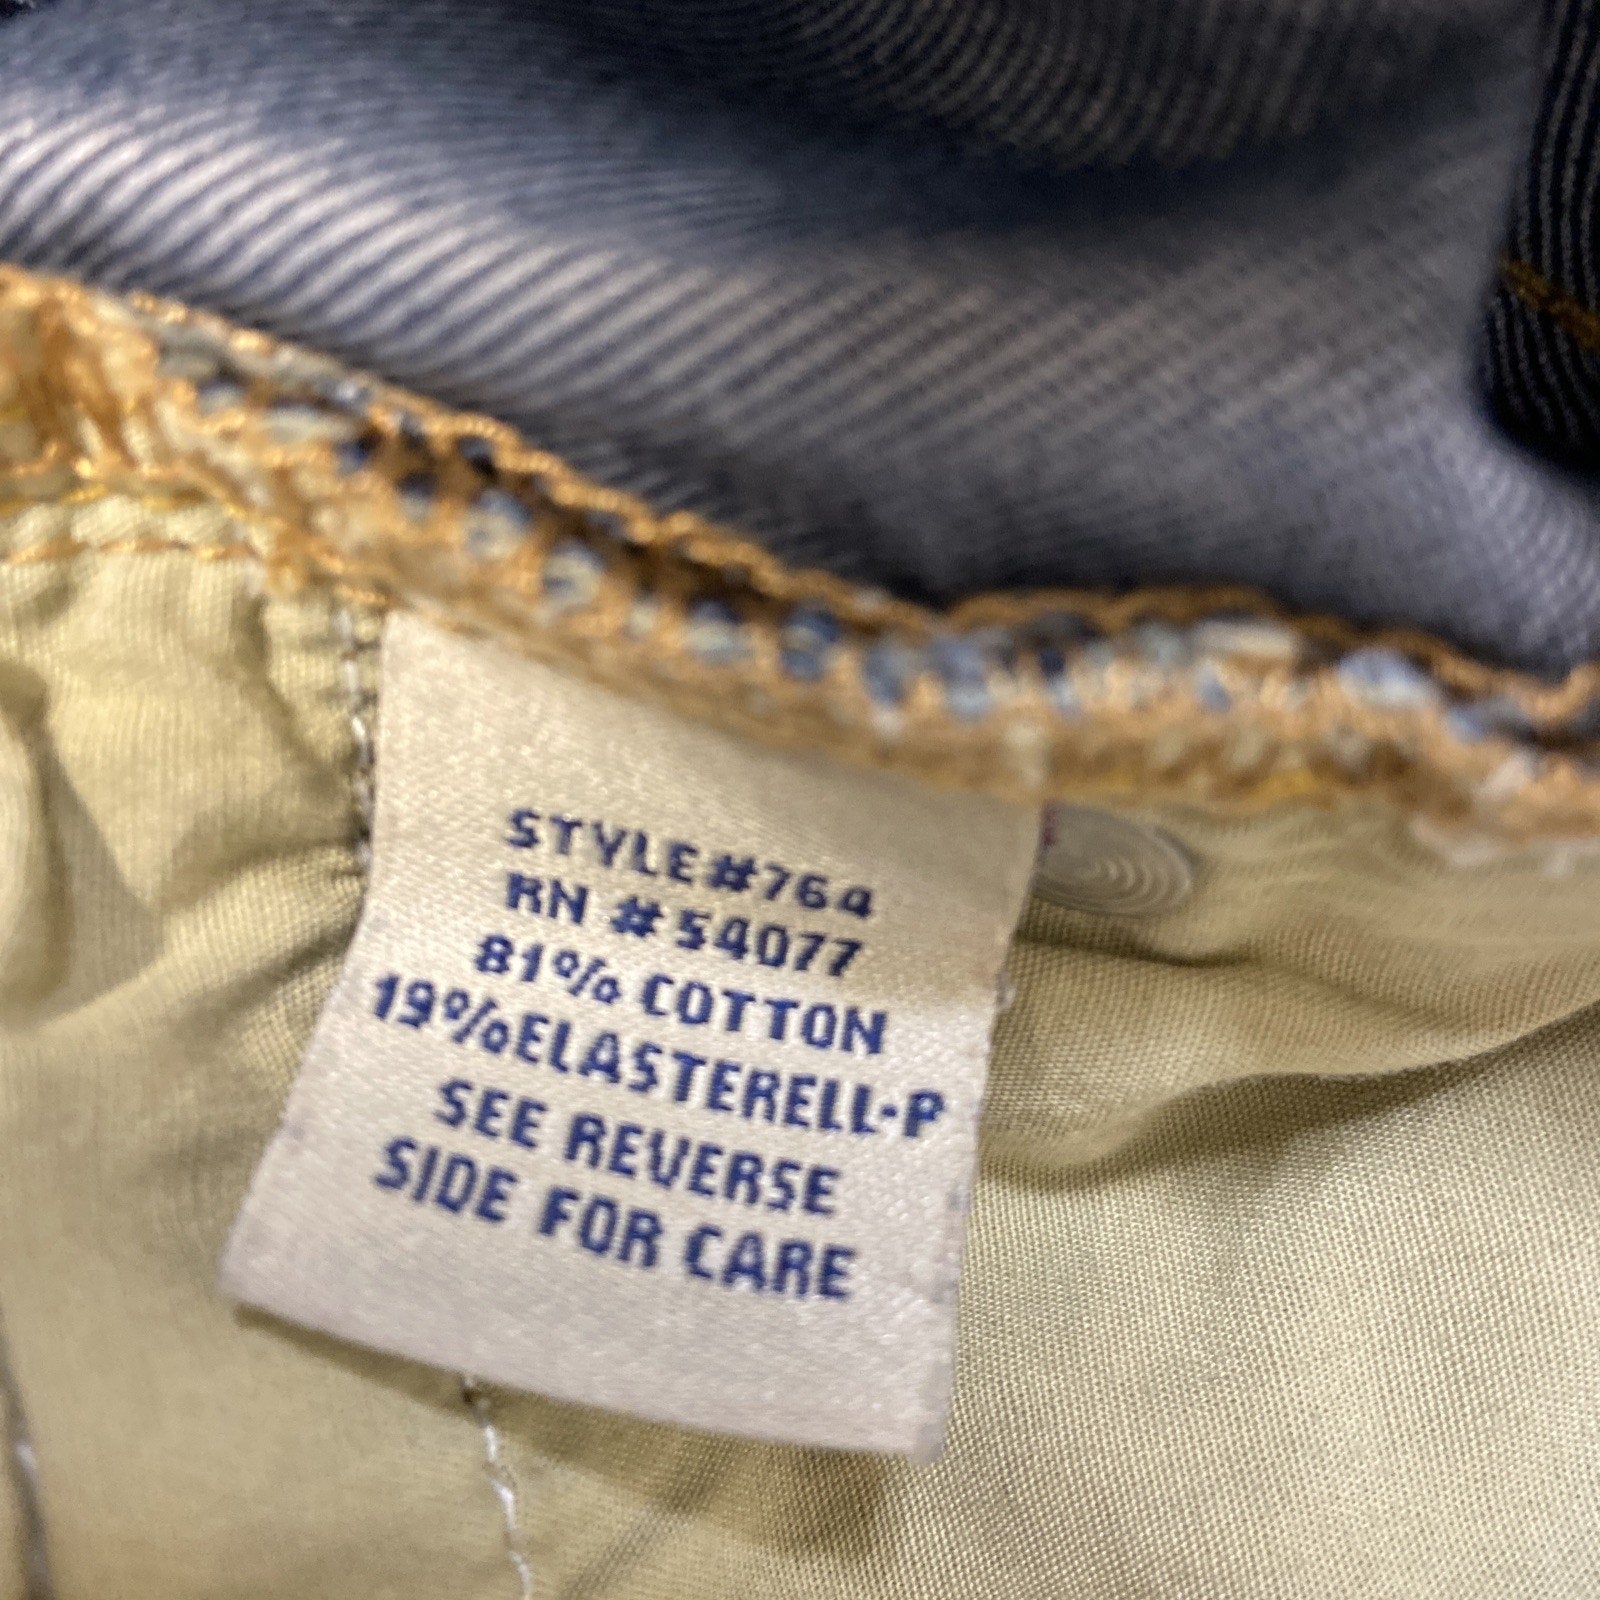 STYLE#764
RN #54077
81% COTTON
19%ELASTERELL-P
SEE REVERSE
SIDE FOR CARE